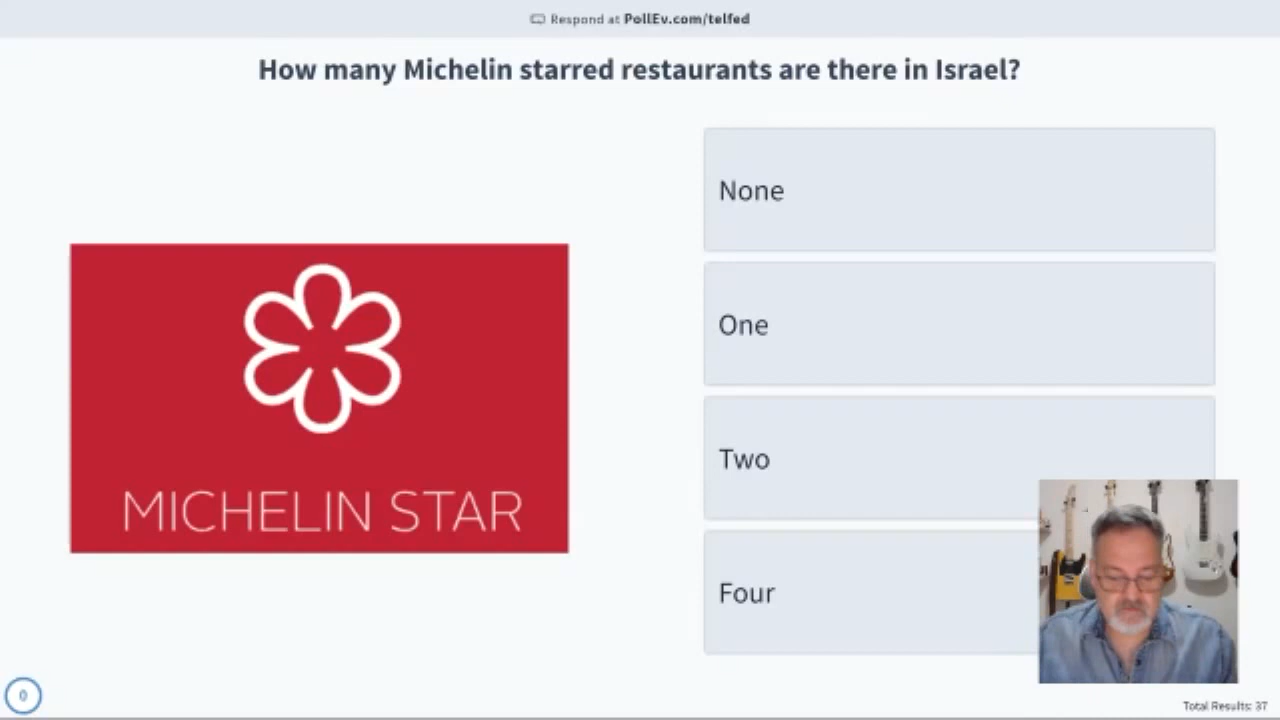 Respond at PollEv.com/telfed
How many Michelin starred restaurants are there in Israel?
None
One
Two
Four
MICHELIN STAR
0
Total Results: 37